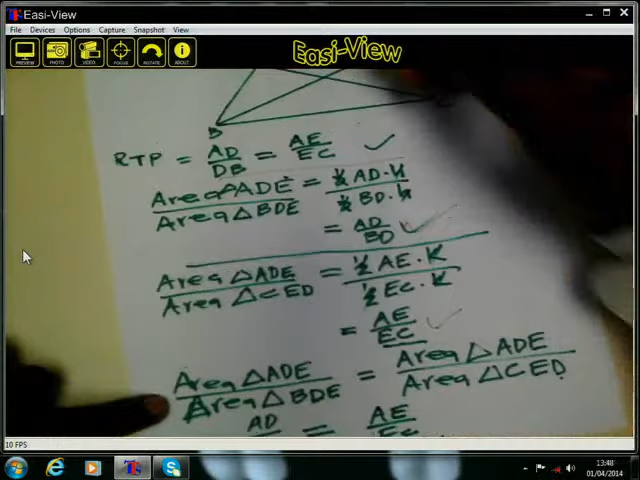 Easi-View
File Devices Options Capture Snapshot View
PREVIEW PHOTO VIDEO FOCUS ROTATE ABOUT
Easi-View
B
RTP = AD/DB = AE/EC ✓
Area △ADE / Area △BDE = ½ AD · h / ½ BD · h
= AD/BD ✓
Area △ADE / Area △CED = ½ AE · K / ½ EC · K
= AE/EC ✓
Area △ADE / Area △BDE = Area △ADE / Area △CED
AD = AE/EC
10 FPS
13:48
01/04/2014